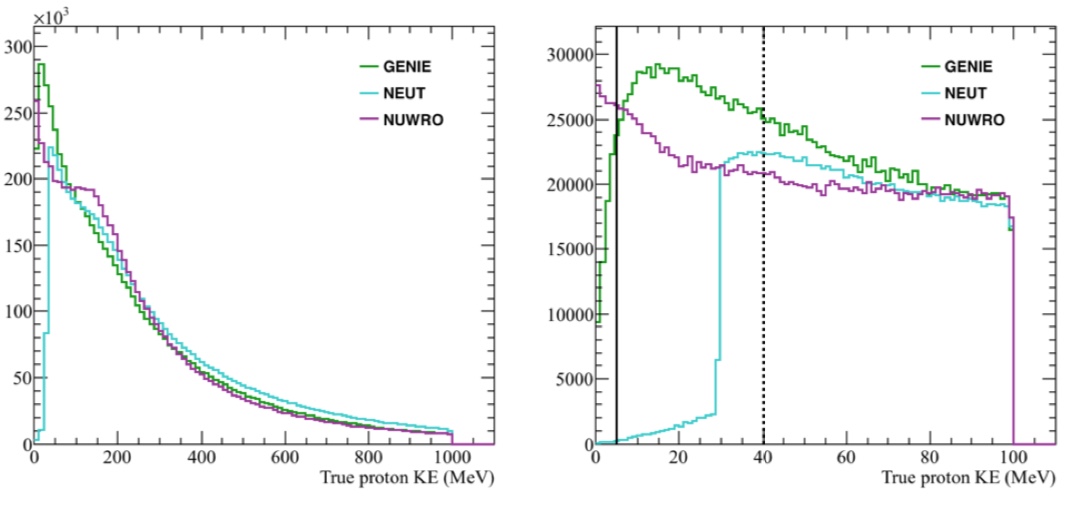 ×10³
300
250
200
150
100
50
0
GENIE
NEUT
NUWRO
0 200 400 600 800 1000
True proton KE (MeV)
30000
25000
20000
15000
10000
5000
0
GENIE
NEUT
NUWRO
0 20 40 60 80 100
True proton KE (MeV)